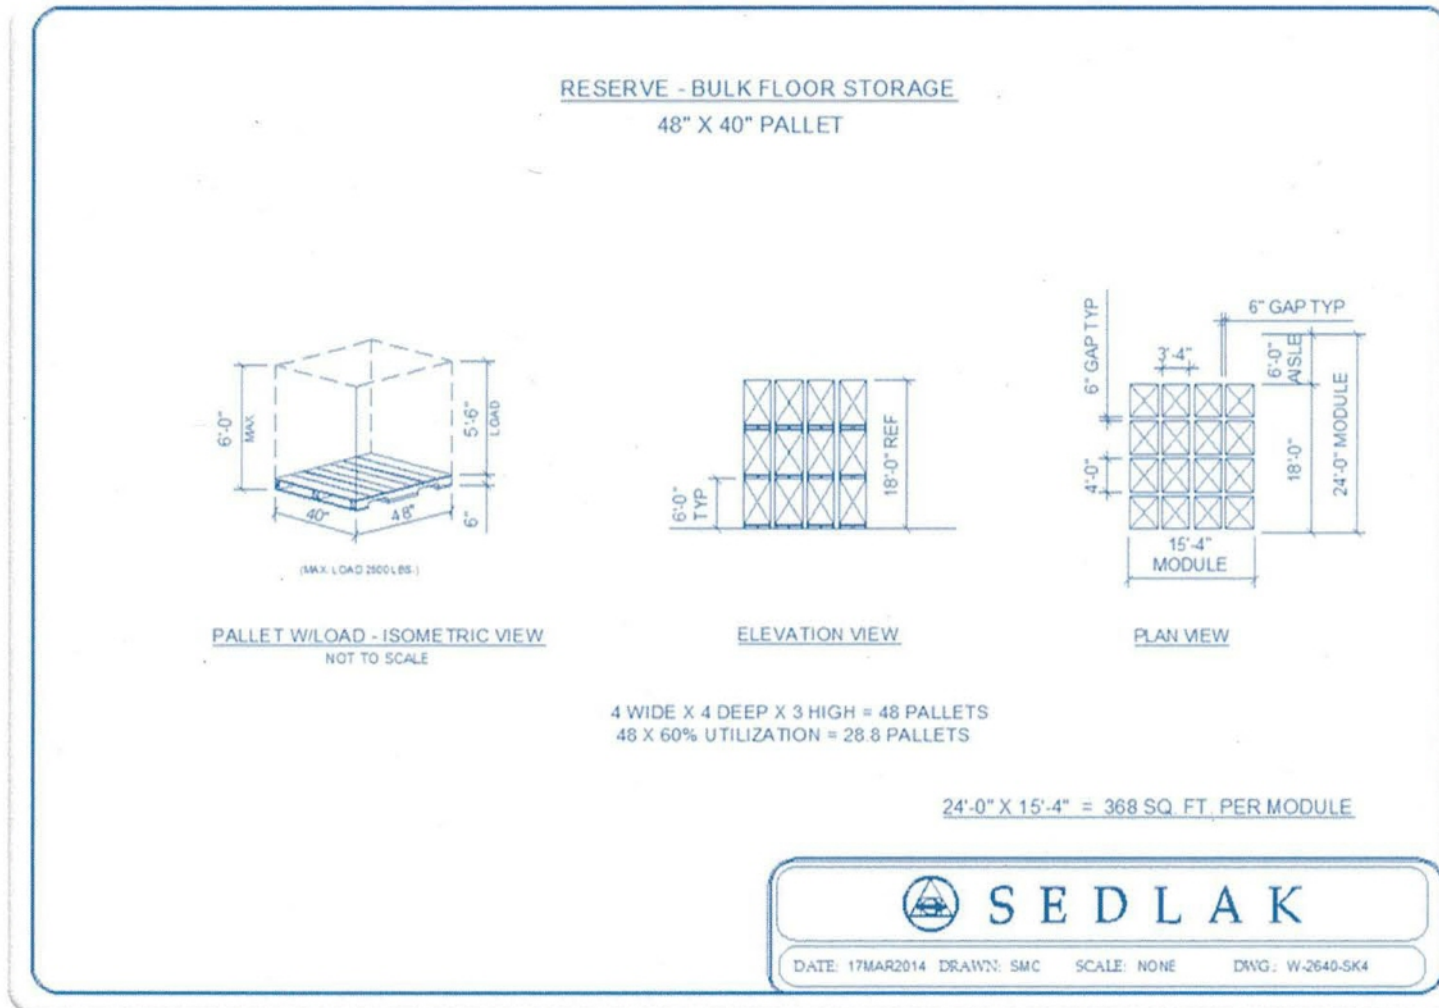 RESERVE - BULK FLOOR STORAGE
48" X 40" PALLET
6'-0"
MAX
5'-6"
LOAD
40"
48"
6"
(MAX. LOAD 2500 LBS.)
PALLET W/LOAD - ISOMETRIC VIEW
NOT TO SCALE
6'-0"
TYP
18'-0" REF
ELEVATION VIEW
6" GAP TYP
3'-4"
6" GAP TYP
6'-0"
AISLE
4'-0"
18'-0"
24'-0" MODULE
15'-4"
MODULE
PLAN VIEW
4 WIDE X 4 DEEP X 3 HIGH = 48 PALLETS
48 X 60% UTILIZATION = 28.8 PALLETS
24'-0" X 15'-4" = 368 SQ. FT. PER MODULE
SEDLAK
DATE: 17MAR2014 DRAWN: SMC SCALE: NONE DWG.: W-2640-SK4